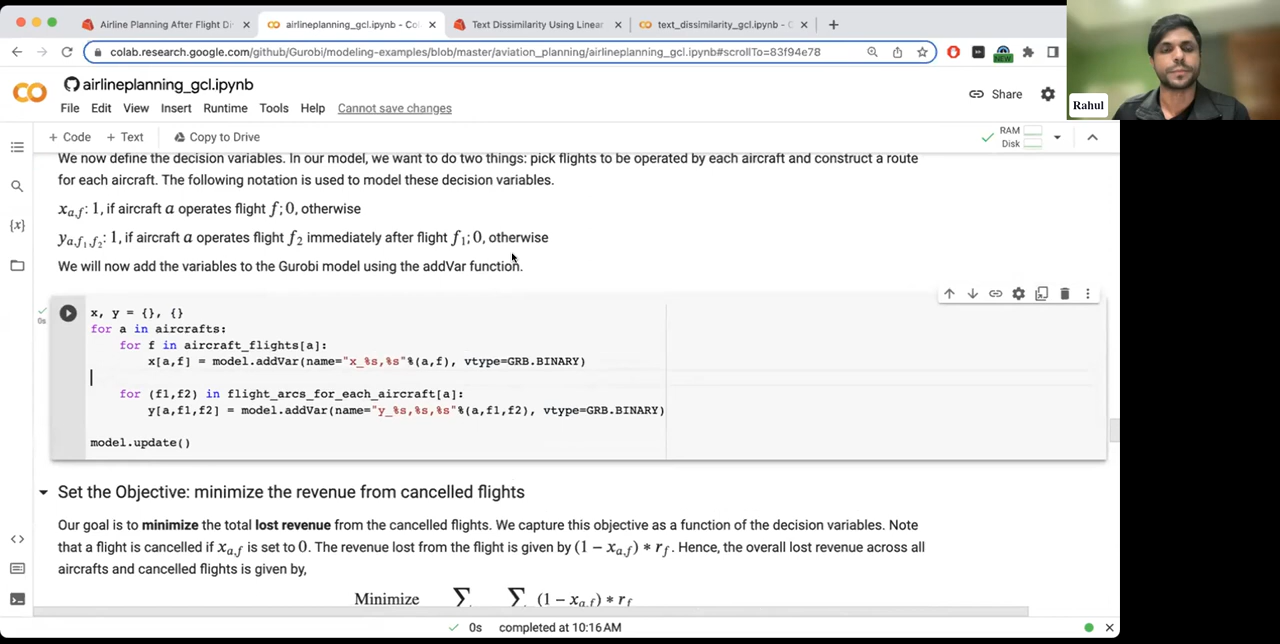 Airline Planning After Flight Di
airlineplanning_gcl.ipynb - Co
Text Dissimilarity Using Linear
text_dissimilarity_gcl.ipynb - C
colab.research.google.com/github/Gurobi/modeling-examples/blob/master/aviation_planning/airlineplanning_gcl.ipynb#scrollTo=83f94e78
NEW
Rahul
CO
airlineplanning_gcl.ipynb
Share
File Edit View Insert Runtime Tools Help Cannot save changes
+ Code + Text Copy to Drive
RAM
Disk
We now define the decision variables. In our model, we want to do two things: pick flights to be operated by each aircraft and construct a route
for each aircraft. The following notation is used to model these decision variables.
x_{a,f}: 1, if aircraft a operates flight f; 0, otherwise
y_{a,f_1,f_2}: 1, if aircraft a operates flight f_2 immediately after flight f_1; 0, otherwise
We will now add the variables to the Gurobi model using the addVar function.
{x}
0s
x, y = {}, {}
for a in aircrafts:
    for f in aircraft_flights[a]:
        x[a,f] = model.addVar(name="x_%s,%s"%(a,f), vtype=GRB.BINARY)
    for (f1,f2) in flight_arcs_for_each_aircraft[a]:
        y[a,f1,f2] = model.addVar(name="y_%s,%s,%s"%(a,f1,f2), vtype=GRB.BINARY)
model.update()
Set the Objective: minimize the revenue from cancelled flights
Our goal is to minimize the total lost revenue from the cancelled flights. We capture this objective as a function of the decision variables. Note
that a flight is cancelled if x_{a,f} is set to 0. The revenue lost from the flight is given by (1 − x_{a,f}) * r_f. Hence, the overall lost revenue across all
aircrafts and cancelled flights is given by,
Minimize ∑ ∑ (1 − x_{a,f}) * r_f
0s completed at 10:16 AM